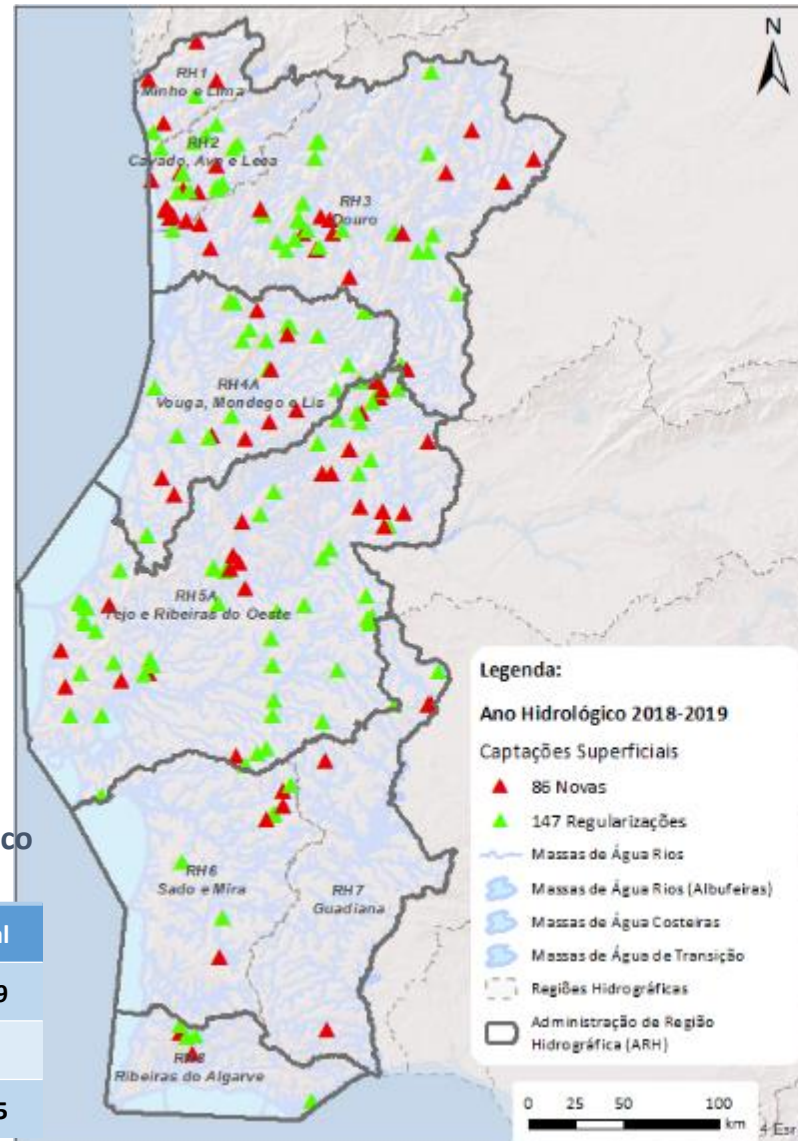 N
RH1
Minho e Lima
RH2
Cavado, Ave e Leca
RH3
Douro
RH4A
Vouga, Mondego e Lis
RH5A
Tejo e Ribeiras do Oeste
RH6
Sado e Mira
RH7
Guadiana
RH8
Ribeiras do Algarve
Legenda:
Ano Hidrológico 2018-2019
Captações Superficiais
86 Novas
147 Regularizações
Massas de Água Rios
Massas de Água Rios (Albufeiras)
Massas de Água Costeiras
Massas de Água de Transição
Regiões Hidrográficas
Administração de Região
Hidrográfica (ARH)
0 25 50 100
km
co
l
9
5